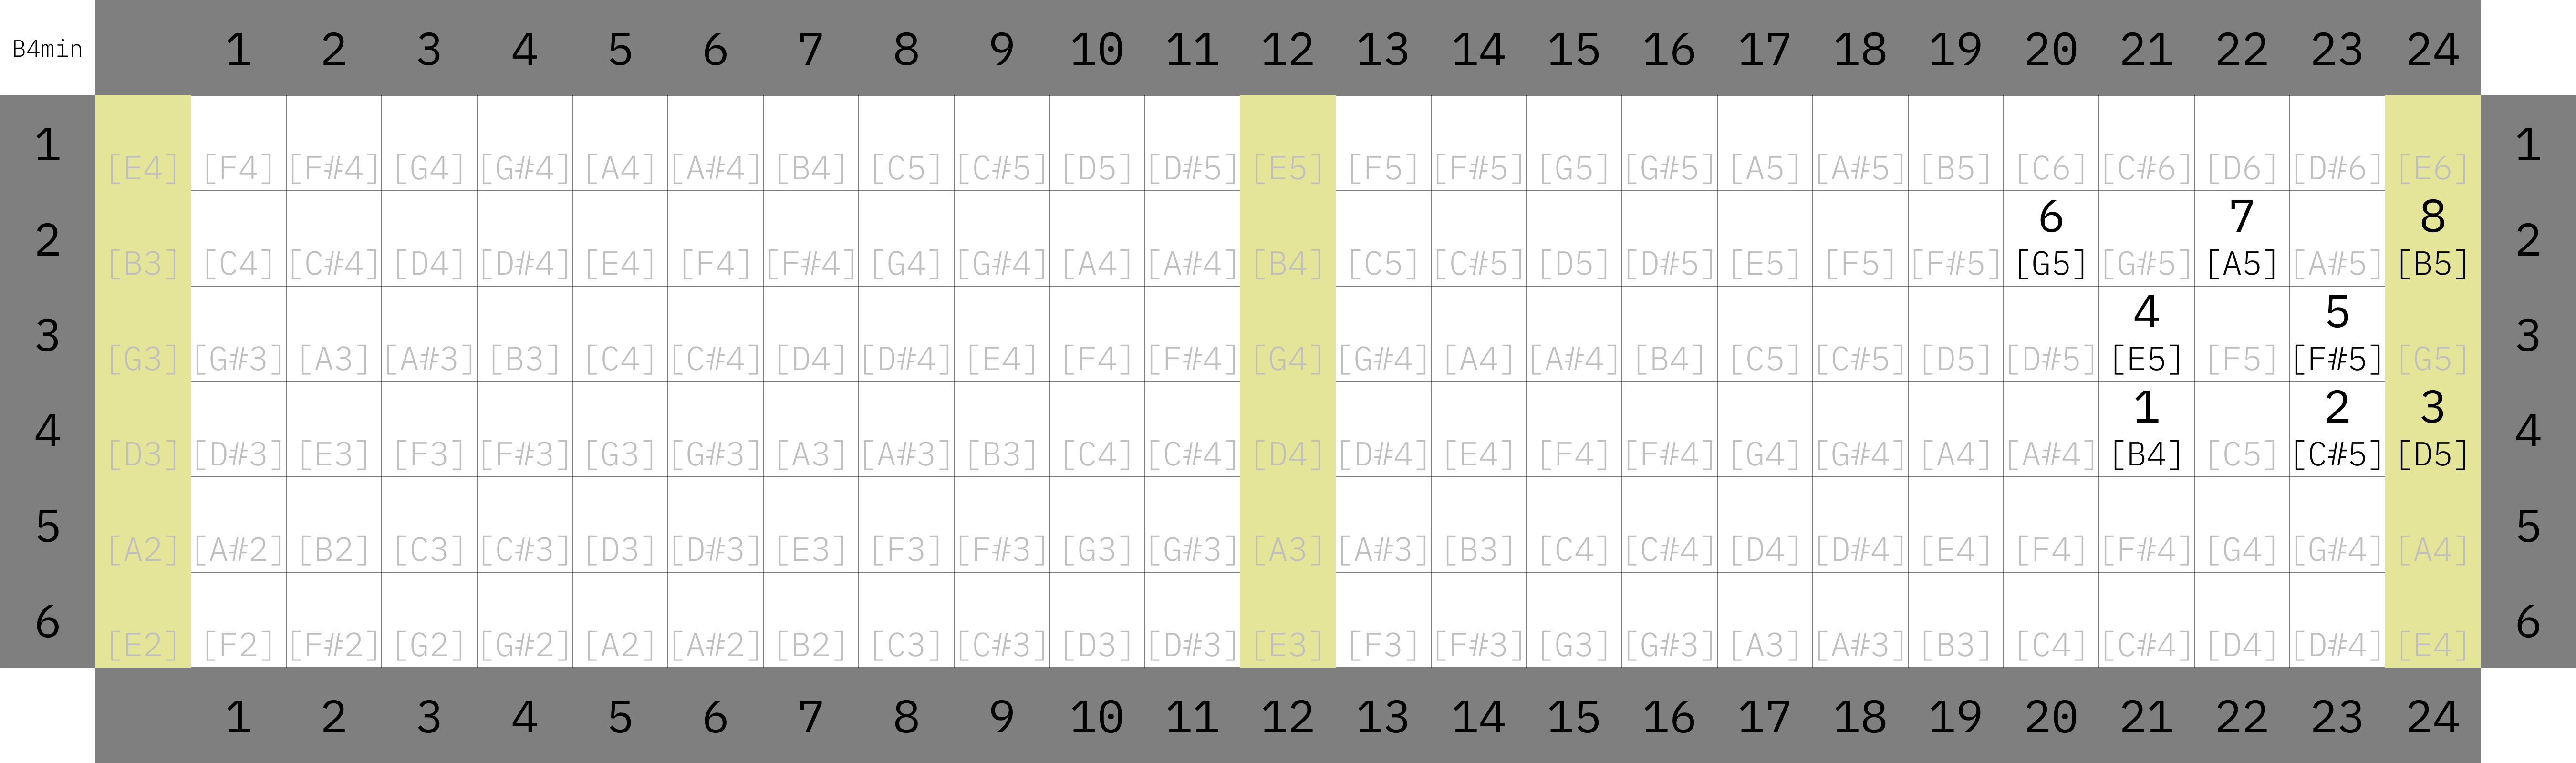 B4min 1 2 3 4 5 6 7 8 9 10 11 12 13 14 15 16 17 18 19 20 21 22 23 24
1 [E4] [F4] [F#4] [G4] [G#4] [A4] [A#4] [B4] [C5] [C#5] [D5] [D#5] [E5] [F5] [F#5] [G5] [G#5] [A5] [A#5] [B5] [C6] [C#6] [D6] [D#6] [E6] 1
6 7 8
2 [B3] [C4] [C#4] [D4] [D#4] [E4] [F4] [F#4] [G4] [G#4] [A4] [A#4] [B4] [C5] [C#5] [D5] [D#5] [E5] [F5] [F#5] [G5] [G#5] [A5] [A#5] [B5] 2
4 5
3 [G3] [G#3] [A3] [A#3] [B3] [C4] [C#4] [D4] [D#4] [E4] [F4] [F#4] [G4] [G#4] [A4] [A#4] [B4] [C5] [C#5] [D5] [D#5] [E5] [F5] [F#5] [G5] 3
1 2 3
4 [D3] [D#3] [E3] [F3] [F#3] [G3] [G#3] [A3] [A#3] [B3] [C4] [C#4] [D4] [D#4] [E4] [F4] [F#4] [G4] [G#4] [A4] [A#4] [B4] [C5] [C#5] [D5] 4
5 [A2] [A#2] [B2] [C3] [C#3] [D3] [D#3] [E3] [F3] [F#3] [G3] [G#3] [A3] [A#3] [B3] [C4] [C#4] [D4] [D#4] [E4] [F4] [F#4] [G4] [G#4] [A4] 5
6 [E2] [F2] [F#2] [G2] [G#2] [A2] [A#2] [B2] [C3] [C#3] [D3] [D#3] [E3] [F3] [F#3] [G3] [G#3] [A3] [A#3] [B3] [C4] [C#4] [D4] [D#4] [E4] 6
1 2 3 4 5 6 7 8 9 10 11 12 13 14 15 16 17 18 19 20 21 22 23 24